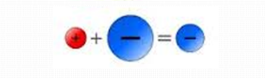 + + − = −